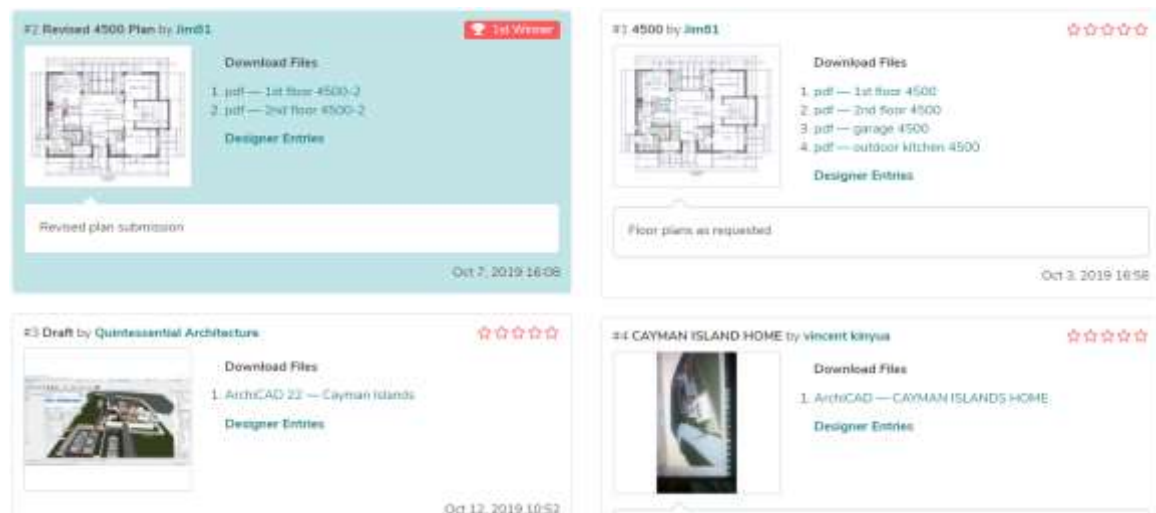 #2 Revised 4500 Plan by Jim81
1st Winner
Download Files
1. pdf — 1st floor 4500-2
2. pdf — 2nd floor 4500-2
Designer Entries
Revised plan submission
Oct 7, 2019 16:08
#1 4500 by Jim81
Download Files
1. pdf — 1st floor 4500
2. pdf — 2nd floor 4500
3. pdf — garage 4500
4. pdf — outdoor kitchen 4500
Designer Entries
Floor plans as requested
Oct 3, 2019 16:58
#3 Draft by Quintessential Architecture
Download Files
1. ArchiCAD 22 — Cayman Islands
Designer Entries
Oct 12, 2019 10:52
#4 CAYMAN ISLAND HOME by vincent kinyua
Download Files
1. ArchiCAD — CAYMAN ISLANDS HOME
Designer Entries